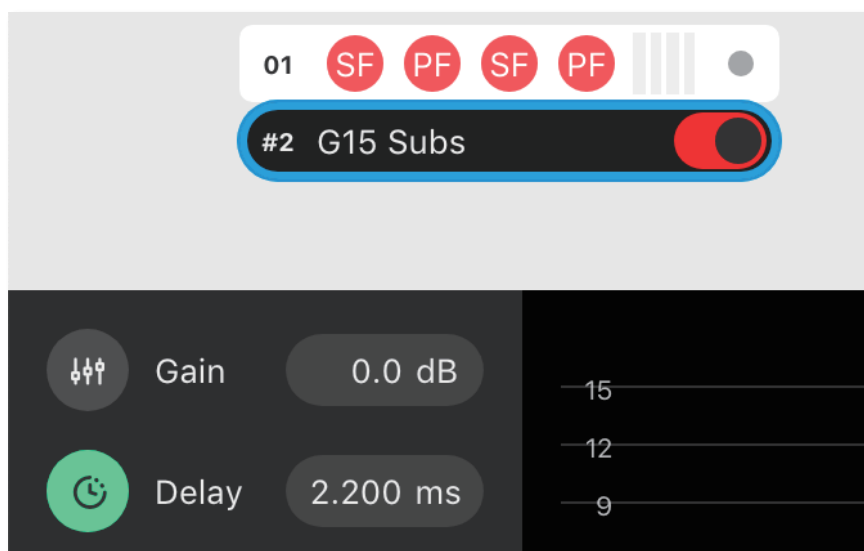 01 SF PF SF PF
#2 G15 Subs
Gain 0.0 dB
15
12
Delay 2.200 ms
9